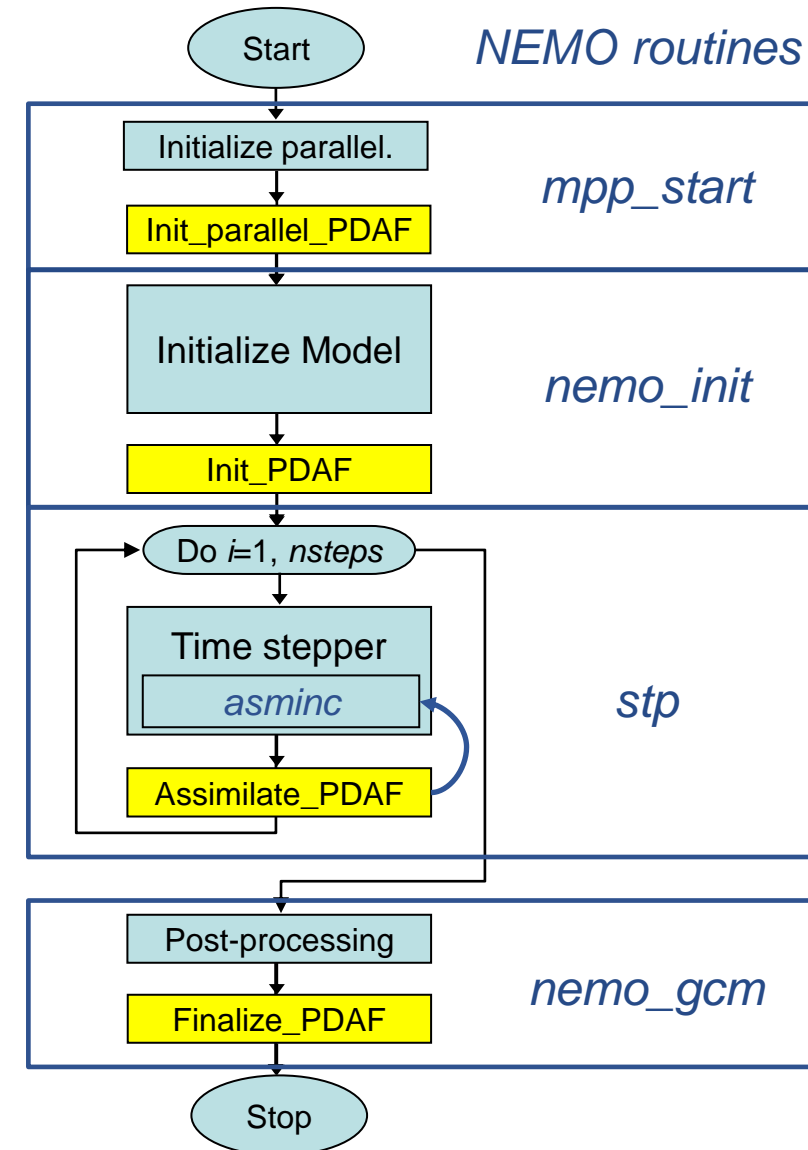 Start
NEMO routines
Initialize parallel.
mpp_start
Init_parallel_PDAF
Initialize Model
nemo_init
Init_PDAF
Do i=1, nsteps
Time stepper
asminc
stp
Assimilate_PDAF
Post-processing
nemo_gcm
Finalize_PDAF
Stop